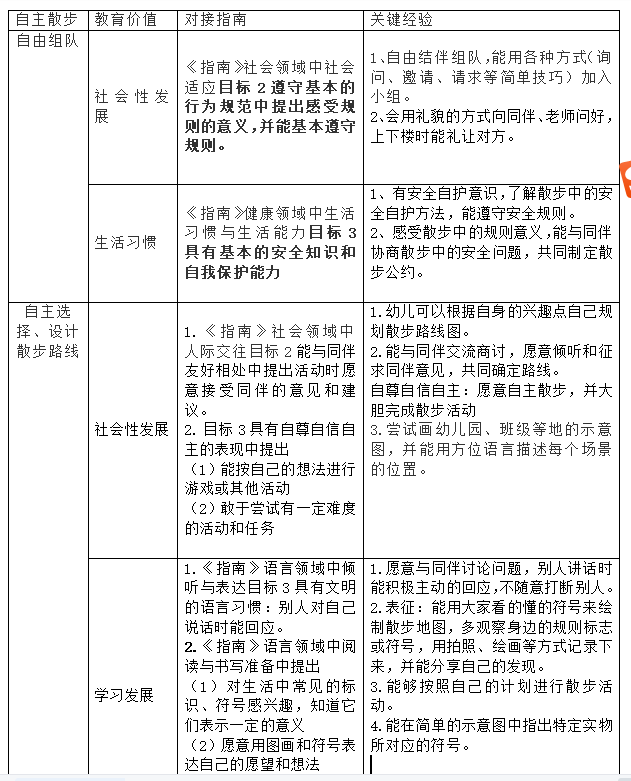 自主散步
教育价值
对接指南
关键经验
自由组队
社会性发
展
《指南》社会领域中社会
适应目标 2 遵守基本的
行为规范中提出感受规
则的意义,并能基本遵守
规则。
1、自由结伴组队,能用各种方式(询
问、邀请、请求等简单技巧)加入
小组。
2、会用礼貌的方式向同伴、老师问好,
上下楼时能礼让对方。
生活习惯
《指南》健康领域中生活
习惯与生活能力目标 3
具有基本的安全知识和
自我保护能力
1、有安全自护意识,了解散步中的安
全自护方法,能遵守安全规则。
2、感受散步中的规则意义,能与同伴
协商散步中的安全问题,共同制定散
步公约。
自主选
择、设计
散步路线
社会性发展
1.《指南》社会领域中
人际交往目标 2 能与同伴
友好相处中提出活动时愿
意接受同伴的意见和建
议。
2. 目标 3 具有自尊自信自
主的表现中提出
(1)能按自己的想法进行
游戏或其他活动
(2)敢于尝试有一定难度
的活动和任务
1.幼儿可以根据自身的兴趣点自己规
划散步路线图。
2.能与同伴交流商讨,愿意倾听和征
求同伴意见,共同确定路线。
自尊自信自主:愿意自主散步,并大
胆完成散步活动
3.尝试画幼儿园、班级等地的示意
图,并能用方位语言描述每个场景
的位置。
学习发展
1.《指南》语言领域中倾
听与表达目标 3 具有文明
的语言习惯:别人对自己
说话时能回应。
2.《指南》语言领域中阅
读与书写准备中提出
(1)对生活中常见的标
识、符号感兴趣,知道它
们表示一定的意义
(2)愿意用图画和符号表
达自己的愿望和想法
1.愿意与同伴讨论问题,别人讲话时
能积极主动的回应,不随意打断别人。
2.表征:能用大家看的懂的符号来绘
制散步地图,多观察身边的规则标志
或符号,用拍照、绘画等方式记录下
来,并能分享自己的发现。
3.能够按照自己的计划进行散步活
动。
4.能在简单的示意图中指出特定实物
所对应的符号。